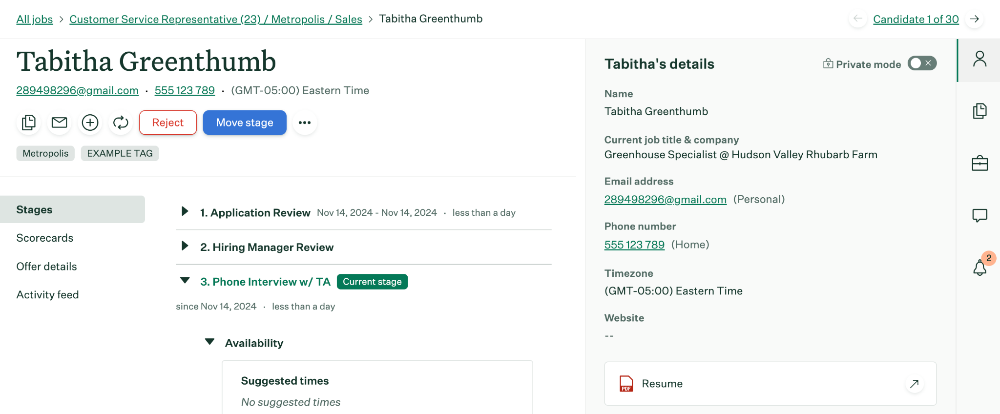 All jobs > Customer Service Representative (23) / Metropolis / Sales > Tabitha Greenthumb
Candidate 1 of 30
Tabitha Greenthumb
289498296@gmail.com · 555 123 789 · (GMT-05:00) Eastern Time
Reject
Move stage
Metropolis
EXAMPLE TAG
Stages
Scorecards
Offer details
Activity feed
1. Application Review Nov 14, 2024 - Nov 14, 2024 · less than a day
2. Hiring Manager Review
3. Phone Interview w/ TA Current stage
since Nov 14, 2024 · less than a day
Availability
Suggested times
No suggested times
Tabitha's details
Private mode
Name
Tabitha Greenthumb
Current job title & company
Greenhouse Specialist @ Hudson Valley Rhubarb Farm
Email address
289498296@gmail.com (Personal)
Phone number
555 123 789 (Home)
Timezone
(GMT-05:00) Eastern Time
Website
--
PDF
Resume
2